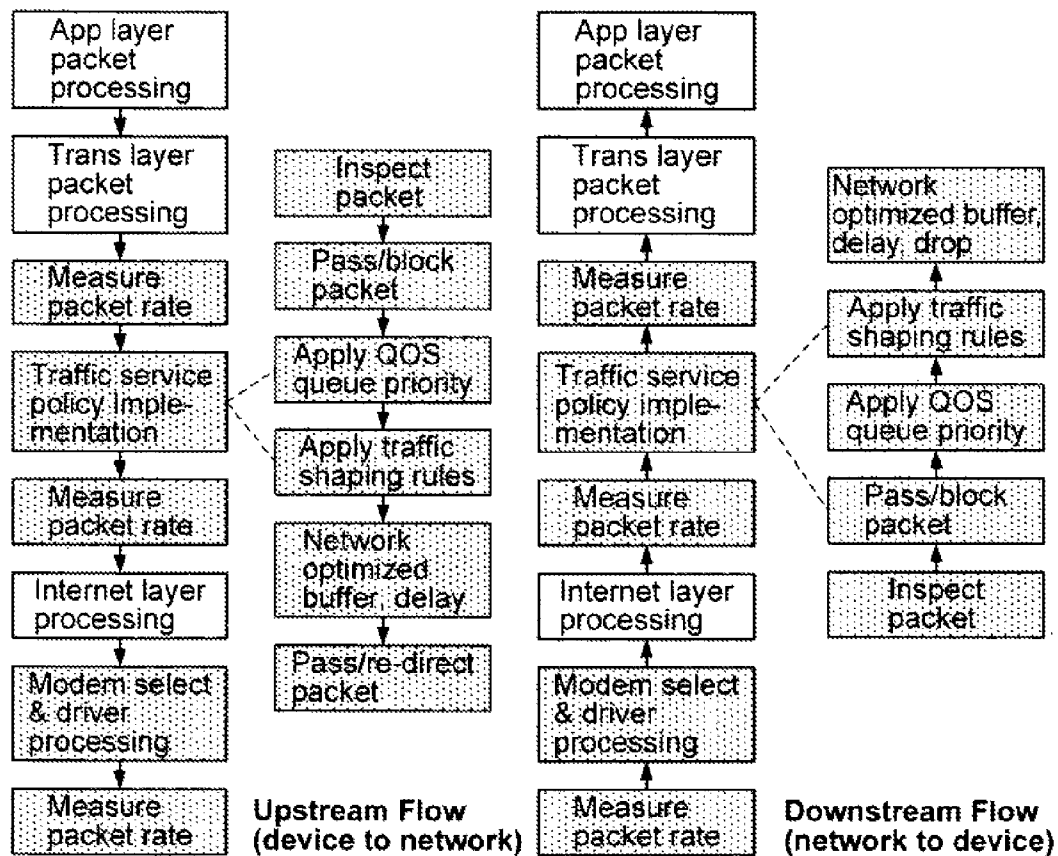 App layer
packet
processing
Trans layer
packet
processing
Measure
packet rate
Traffic service
policy Imple-
mentation
Measure
packet rate
Internet layer
processing
Modem select
& driver
processing
Measure
packet rate
Inspect
packet
Pass/block
packet
Apply QOS
queue priority
Apply traffic
shaping rules
Network
optimized
buffer, delay
Pass/re-direct
packet
Upstream Flow
(device to network)
App layer
packet
processing
Trans layer
packet
processing
Measure
packet rate
Traffic service
policy imple-
mentation
Measure
packet rate
Internet layer
processing
Modem select
& driver
processing
Measure
packet rate
Network
optimized buffer,
delay, drop
Apply traffic
shaping rules
Apply QOS
queue priority
Pass/block
packet
Inspect
packet
Downstream Flow
(network to device)